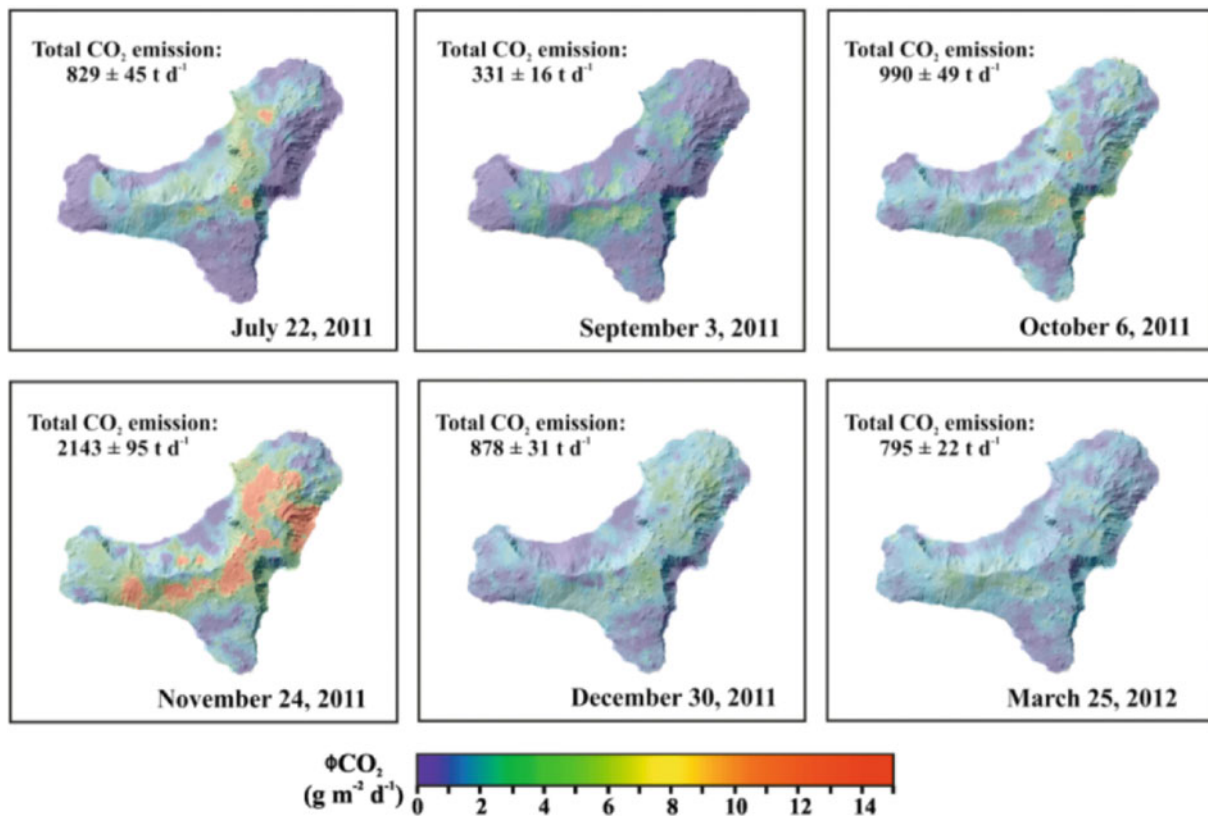 Total CO₂ emission:
829 ± 45 t d⁻¹
July 22, 2011
Total CO₂ emission:
331 ± 16 t d⁻¹
September 3, 2011
Total CO₂ emission:
990 ± 49 t d⁻¹
October 6, 2011
Total CO₂ emission:
2143 ± 95 t d⁻¹
November 24, 2011
Total CO₂ emission:
878 ± 31 t d⁻¹
December 30, 2011
Total CO₂ emission:
795 ± 22 t d⁻¹
March 25, 2012
ϕCO₂
(g m⁻² d⁻¹)
0 2 4 6 8 10 12 14